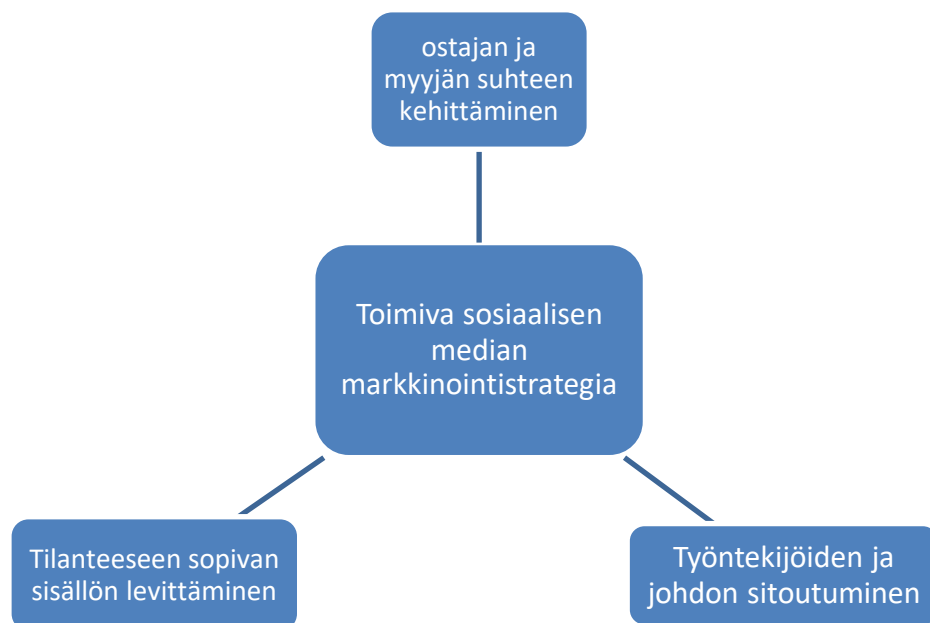 ostajan ja
myyjän suhteen
kehittäminen
Toimiva sosiaalisen
median
markkinointistrategia
Tilanteeseen sopivan
sisällön levittäminen
Työntekijöiden ja
johdon sitoutuminen